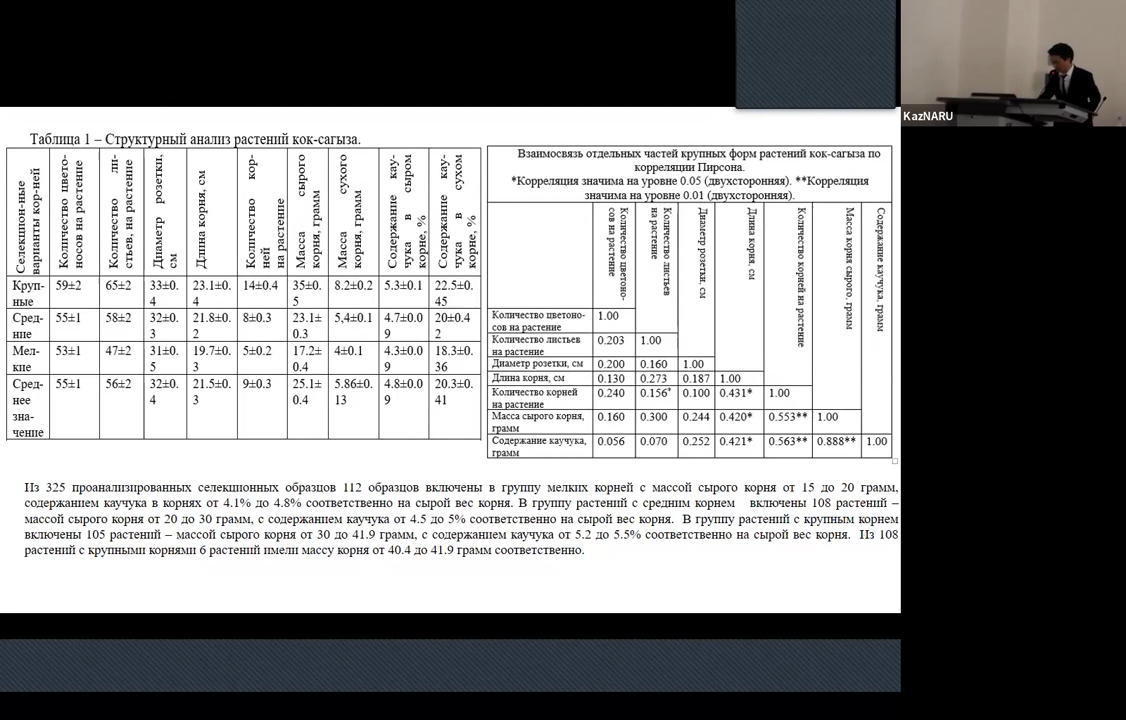 KazNARU
Таблица 1 – Структурный анализ растений кок-сагыза.
Селекцион-ные варианты кор-ней
Количество цвето-носов на растение
Количество ли-стьев, на растение
Диаметр розетки, см
Длина корня, см
Количество кор-ней на растение
Масса сырого корня, грамм
Масса сухого корня, грамм
Содержание кау-чука в сыром корне, %
Содержание кау-чука в сухом корне, %
Круп-ные 59±2 65±2 33±0.4 23.1±0.4 14±0.4 35±0.5 8.2±0.2 5.3±0.1 22.5±0.45
Сред-ние 55±1 58±2 32±0.3 21.8±0.2 8±0.3 23.1±0.3 5,4±0.1 4.7±0.09 20±0.42
Мел-кие 53±1 47±2 31±0.5 19.7±0.3 5±0.2 17.2±0.4 4±0.1 4.3±0.09 18.3±0.36
Сред-нее зна-чение 55±1 56±2 32±0.4 21.5±0.3 9±0.3 25.1±0.4 5.86±0.13 4.8±0.09 20.3±0.41
Взаимосвязь отдельных частей крупных форм растений кок-сагыза по
корреляции Пирсона.
*Корреляция значима на уровне 0.05 (двухсторонняя). **Корреляция
значима на уровне 0.01 (двухсторонняя).
Количество цветоно-сов на растение
Количество листьев на растение
Диаметр розетки, см
Длина корня, см
Количество корней на растение
Масса корня сырого, грамм
Содержание каучука, грамм
Количество цветоно-сов на растение 1.00
Количество листьев на растение 0.203 1.00
Диаметр розетки, см 0.200 0.160 1.00
Длина корня, см 0.130 0.273 0.187 1.00
Количество корней на растение 0.240 0.156* 0.100 0.431* 1.00
Масса сырого корня, грамм 0.160 0.300 0.244 0.420* 0.553** 1.00
Содержание каучука, грамм 0.056 0.070 0.252 0.421* 0.563** 0.888** 1.00
Из 325 проанализированных селекционных образцов 112 образцов включены в группу мелких корней с массой сырого корня от 15 до 20 грамм,
содержанием каучука в корнях от 4.1% до 4.8% соответственно на сырой вес корня. В группу растений с средним корнем включены 108 растений –
массой сырого корня от 20 до 30 грамм, с содержанием каучука от 4.5 до 5% соответственно на сырой вес корня. В группу растений с крупным корнем
включены 105 растений – массой сырого корня от 30 до 41.9 грамм, с содержанием каучука от 5.2 до 5.5% соответственно на сырой вес корня. Из 108
растений с крупными корнями 6 растений имели массу корня от 40.4 до 41.9 грамм соответственно.